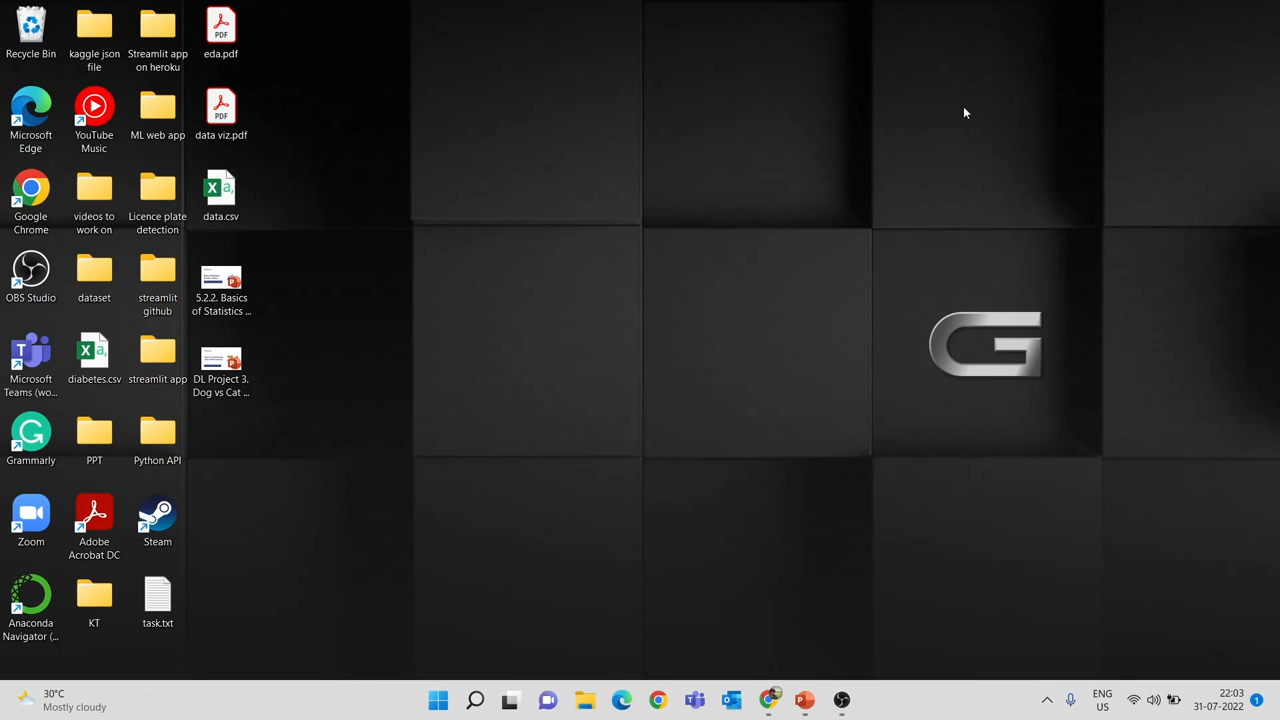 Recycle Bin
kaggle json
file
Streamlit app
on heroku
PDF
eda.pdf
Microsoft
Edge
YouTube
Music
ML web app
PDF
data viz.pdf
Google
Chrome
videos to
work on
Licence plate
detection
X a,
data.csv
OBS Studio
dataset
streamlit
github
5.2.2. Basics
of Statistics ...
Microsoft
Teams (wo...
X a,
diabetes.csv
streamlit app
DL Project 3.
Dog vs Cat ...
Grammarly
PPT
Python API
Zoom
Adobe
Acrobat DC
Steam
Anaconda
Navigator (...
KT
task.txt
G
30°C
Mostly cloudy
ENG
US
22:03
31-07-2022
1